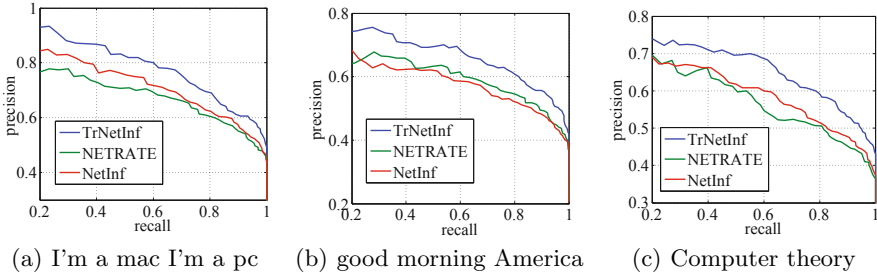 1
0.8
0.6
0.4
precision
0.2 0.4 0.6 0.8 1
recall
TrNetInf
NETRATE
NetInf
(a) I'm a mac I'm a pc
0.8
0.6
0.4
0.2
precision
0.2 0.4 0.6 0.8 1
recall
TrNetInf
NETRATE
NetInf
(b) good morning America
0.8
0.7
0.6
0.5
0.4
0.3
precision
0.2 0.4 0.6 0.8 1
recall
TrNetInf
NETRATE
NetInf
(c) Computer theory